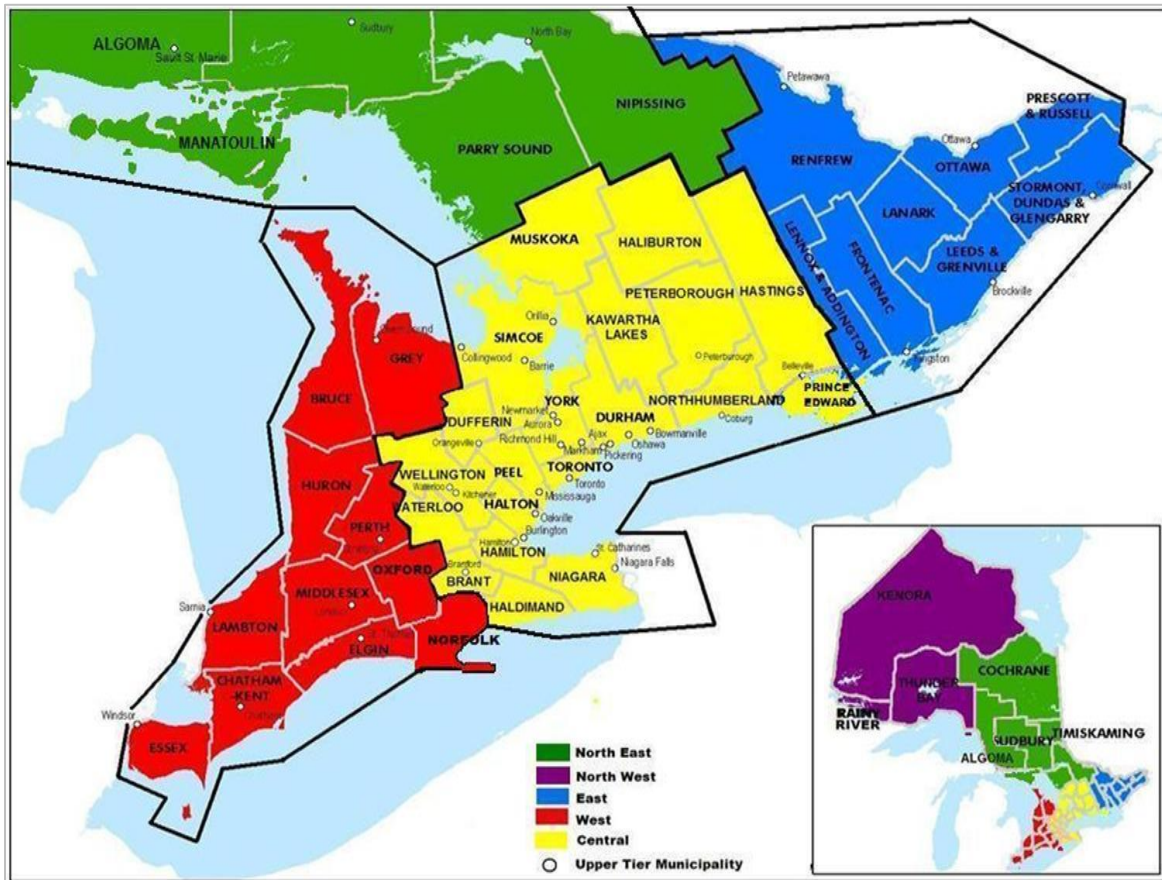 ALGOMA
Sault St. Marie
Sudbury
North Bay
MANATOULIN
PARRY SOUND
NIPISSING
Petawawa
RENFREW
Ottawa
OTTAWA
PRESCOTT
& RUSSELL
STORMONT,
DUNDAS &
GLENGARRY
Cornwall
LANARK
LEEDS &
GRENVILLE
Brockville
LENNOX & ADDINGTON
FRONTENAC
Kingston
MUSKOKA
HALIBURTON
PETERBOROUGH
HASTINGS
KAWARTHA
LAKES
Orillia
SIMCOE
Collingwood
Barrie
Peterborough
Belleville
PRINCE
EDWARD
NORTHHUMBERLAND
Coburg
YORK
Newmarket
Aurora
DURHAM
DUFFERIN
Orangeville
Richmond Hill
Ajax
Markham
Pickering
Oshawa
Bowmanville
WELLINGTON
PEEL
TORONTO
Toronto
Waterloo
Kitchener
WATERLOO
HALTON
Mississauga
Oakville
Burlington
Hamilton
HAMILTON
St. Catharines
Niagara Falls
Brantford
BRANT
NIAGARA
HALDIMAND
Owen Sound
GREY
BRUCE
HURON
PERTH
OXFORD
MIDDLESEX
London
Sarnia
LAMBTON
St. Thomas
ELGIN
NORFOLK
CHATHAM
-KENT
Chatham
Windsor
ESSEX
North East
North West
East
West
Central
Upper Tier Municipality
KENORA
COCHRANE
THUNDER
BAY
RAINY
RIVER
TIMISKAMING
SUDBURY
ALGOMA